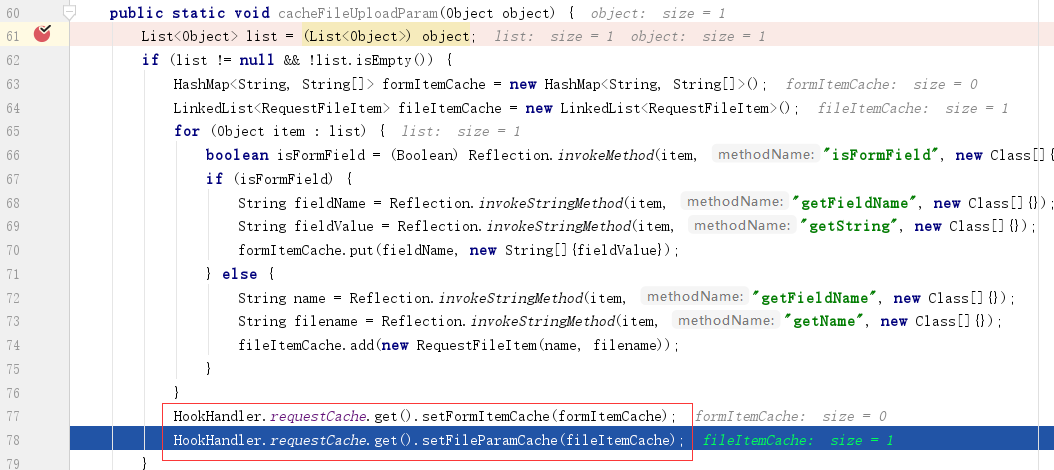 60 public static void cacheFileUploadParam(Object object) { object: size = 1
61 List<Object> list = (List<Object>) object; list: size = 1 object: size = 1
62 if (list != null && !list.isEmpty()) {
63 HashMap<String, String[]> formItemCache = new HashMap<String, String[]>(); formItemCache: size = 0
64 LinkedList<RequestFileItem> fileItemCache = new LinkedList<RequestFileItem>(); fileItemCache: size = 1
65 for (Object item : list) { list: size = 1
66 boolean isFormField = (Boolean) Reflection.invokeMethod(item, methodName: "isFormField", new Class[]{
67 if (isFormField) {
68 String fieldName = Reflection.invokeStringMethod(item, methodName: "getFieldName", new Class[]{});
69 String fieldValue = Reflection.invokeStringMethod(item, methodName: "getString", new Class[]{});
70 formItemCache.put(fieldName, new String[]{fieldValue});
71 } else {
72 String name = Reflection.invokeStringMethod(item, methodName: "getFieldName", new Class[]{});
73 String filename = Reflection.invokeStringMethod(item, methodName: "getName", new Class[]{});
74 fileItemCache.add(new RequestFileItem(name, filename));
75 }
76 }
77 HookHandler.requestCache.get().setFormItemCache(formItemCache); formItemCache: size = 0
78 HookHandler.requestCache.get().setFileParamCache(fileItemCache); fileItemCache: size = 1
79 }